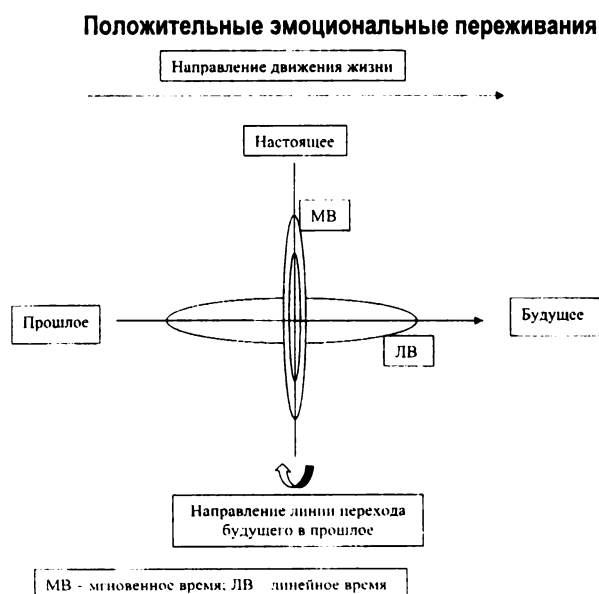 Положительные эмоциональные переживания
Направление движения жизни
Настоящее
МВ
Прошлое
Будущее
ЛВ
Направление линии перехода
будущего в прошлое
МВ - мгновенное время; ЛВ линейное время